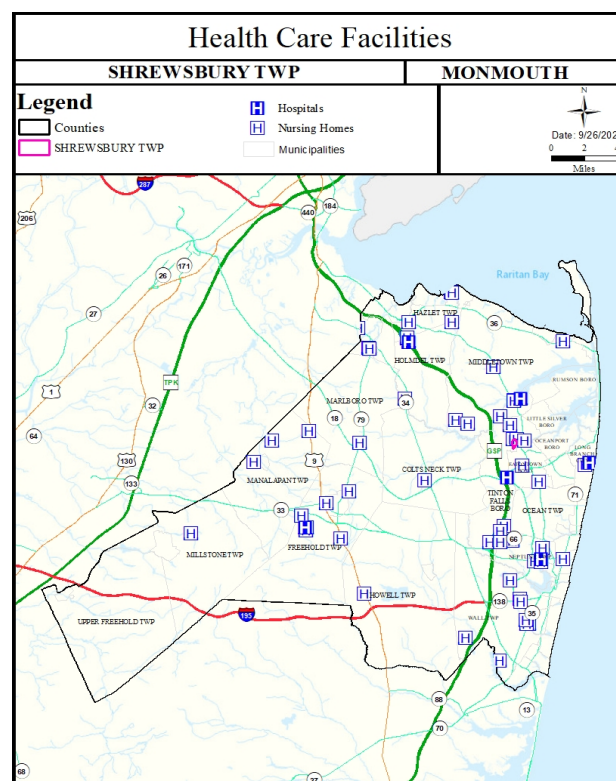 Health Care Facilities
SHREWSBURY TWP
MONMOUTH
Legend
Counties
SHREWSBURY TWP
H Hospitals
H Nursing Homes
Municipalities
N
Date: 9/26/202
0 2 4
Miles
287
206
440
184
171
26
27
Raritan Bay
HAZLET TWP
36
HOLMDEL TWP
MIDDLETOWN TWP
1
TPK
32
RUMSON BORO
MARLBORO TWP
34
18
79
LITTLE SILVER
BORO
64
OCEANPORT
BORO
LONG
BRANCH
130
9
GSP
133
COLTS NECK TWP
MANALAPAN TWP
TINTON
FALLS
BORO
71
33
OCEAN TWP
FREEHOLD TWP
66
MILLSTONE TWP
HOWELL TWP
138
35
195
UPPER FREEHOLD TWP
WALL TWP
88
13
70
68
37